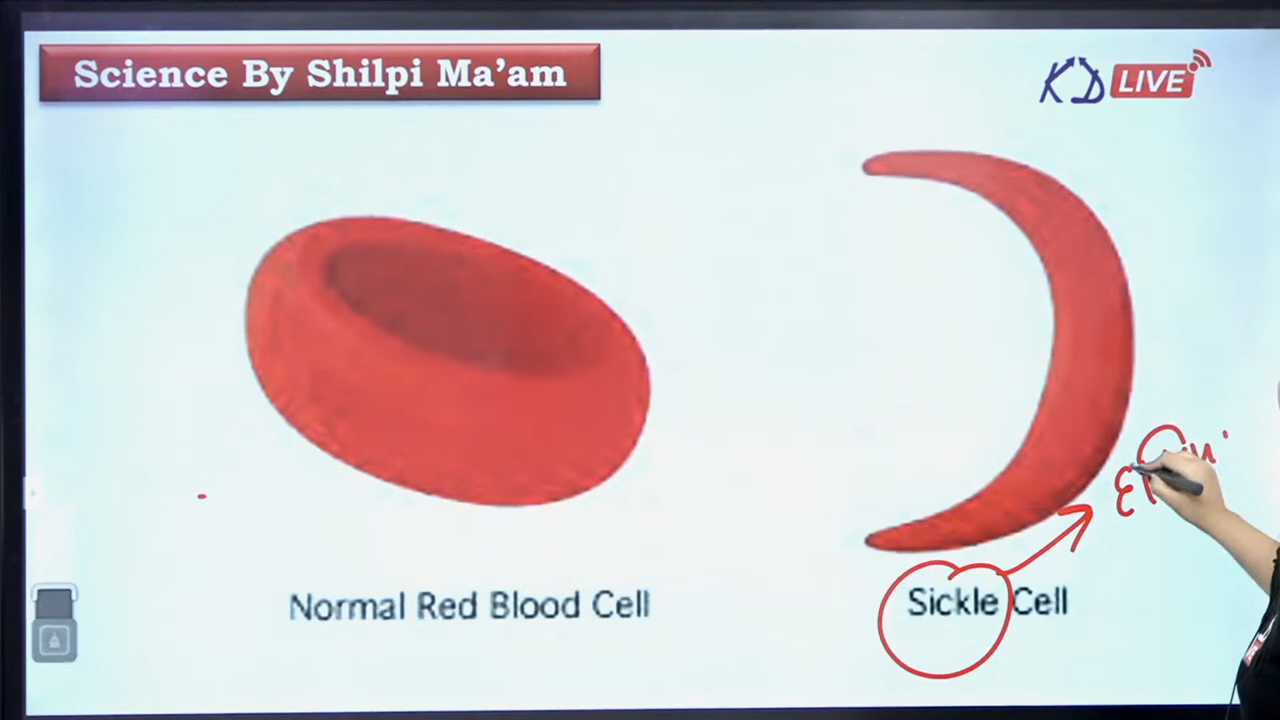 Science By Shilpi Ma’am
KD LIVE
Normal Red Blood Cell
Sickle Cell